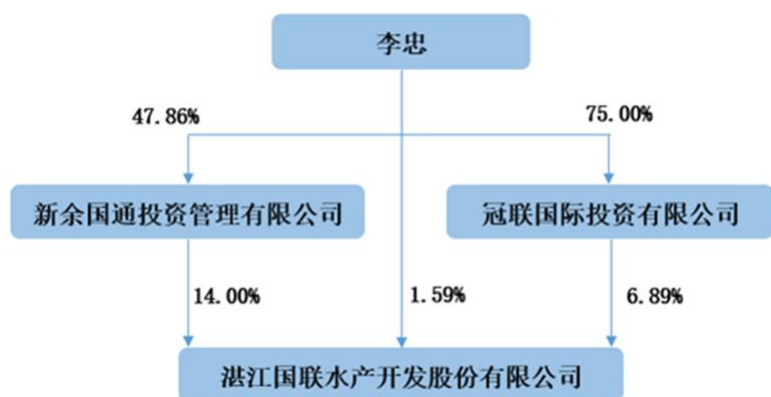 李忠
47.86%
75.00%
新余国通投资管理有限公司
冠联国际投资有限公司
14.00%
1.59%
6.89%
湛江国联水产开发股份有限公司